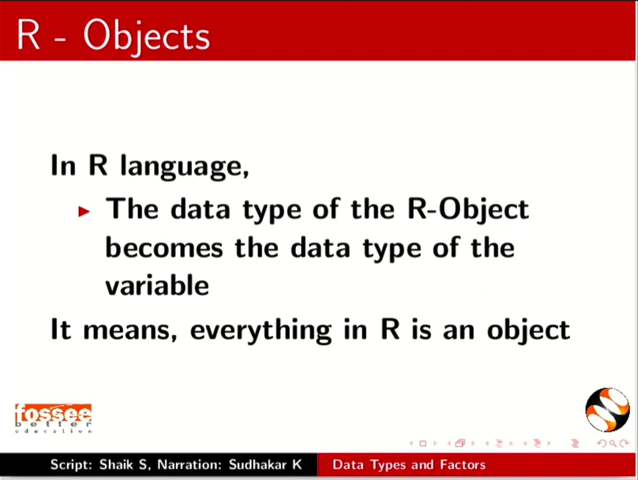 R - Objects
In R language,
The data type of the R-Object
becomes the data type of the
variable
It means, everything in R is an object
fossee
better
education
Script: Shaik S, Narration: Sudhakar K Data Types and Factors